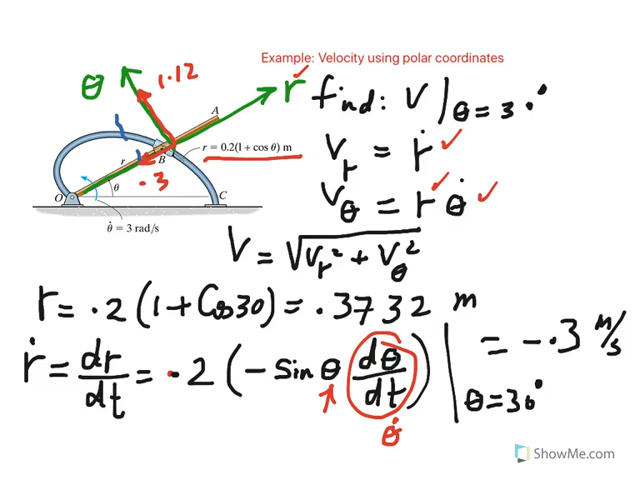 Example: Velocity using polar coordinates
θ
1.12
r
find: V|θ=30°
A
r = 0.2(1 + cos θ) m
Vr = ṙ
r
B
.3
θ
Vθ = r θ̇
O
C
θ̇ = 3 rad/s
V = √(Vr² + Vθ²)
r = .2 (1 + Cos30) = .3732 m
ṙ = dr/dt = .2 (- sin θ dθ/dt) |θ=30° = -.3 m/s
θ̇
ShowMe.com